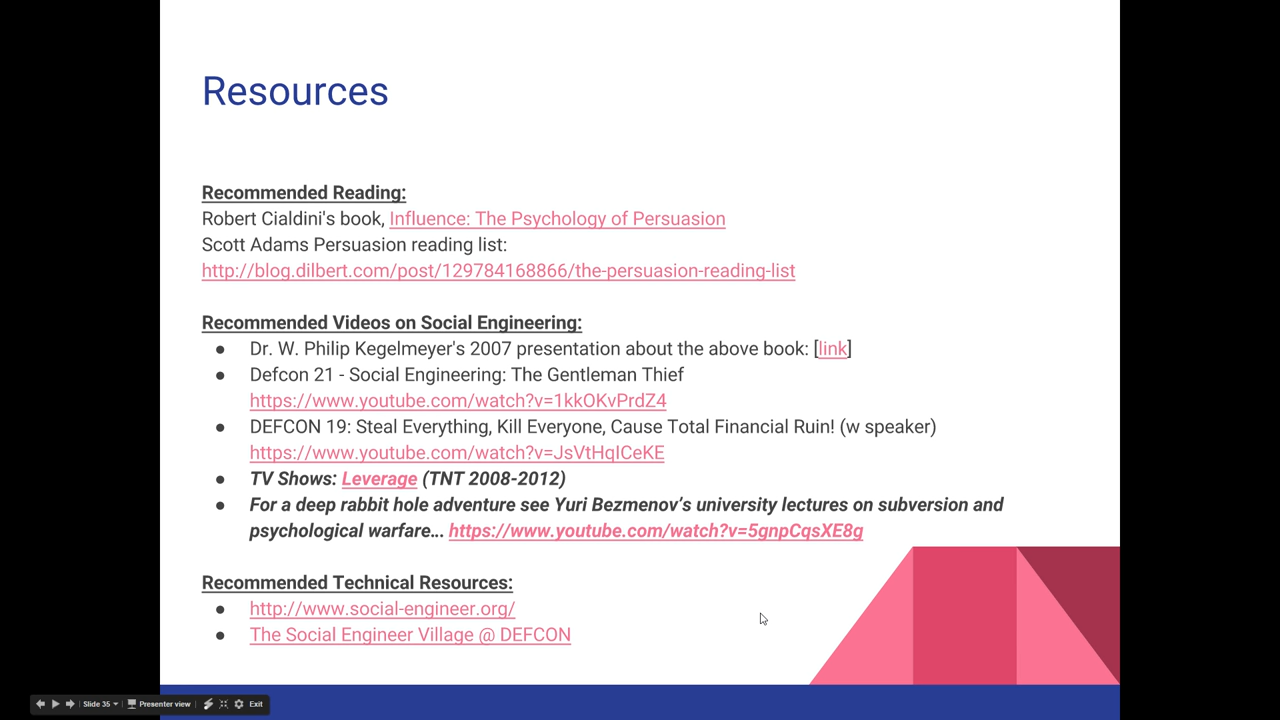 Resources
Recommended Reading:
Robert Cialdini's book, Influence: The Psychology of Persuasion
Scott Adams Persuasion reading list:
http://blog.dilbert.com/post/129784168866/the-persuasion-reading-list
Recommended Videos on Social Engineering:
● Dr. W. Philip Kegelmeyer's 2007 presentation about the above book: [link]
● Defcon 21 - Social Engineering: The Gentleman Thief
https://www.youtube.com/watch?v=1kkOKvPrdZ4
● DEFCON 19: Steal Everything, Kill Everyone, Cause Total Financial Ruin! (w speaker)
https://www.youtube.com/watch?v=JsVtHqICeKE
● TV Shows: Leverage (TNT 2008-2012)
● For a deep rabbit hole adventure see Yuri Bezmenov’s university lectures on subversion and
psychological warfare… https://www.youtube.com/watch?v=5gnpCqsXE8g
Recommended Technical Resources:
● http://www.social-engineer.org/
● The Social Engineer Village @ DEFCON
Slide 35 Presenter view Exit